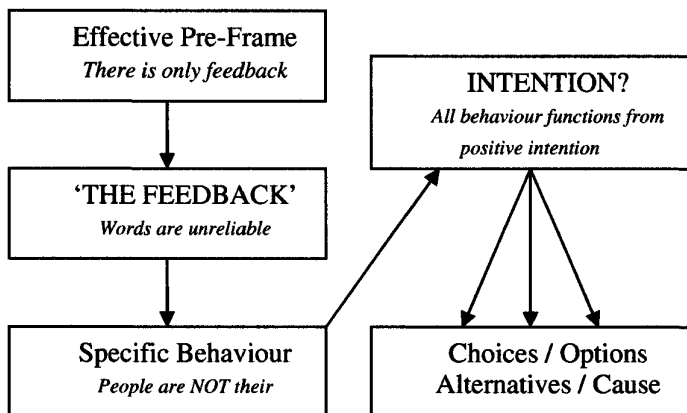 Effective Pre-Frame
There is only feedback
'THE FEEDBACK'
Words are unreliable
Specific Behaviour
People are NOT their
INTENTION?
All behaviour functions from
positive intention
Choices / Options
Alternatives / Cause